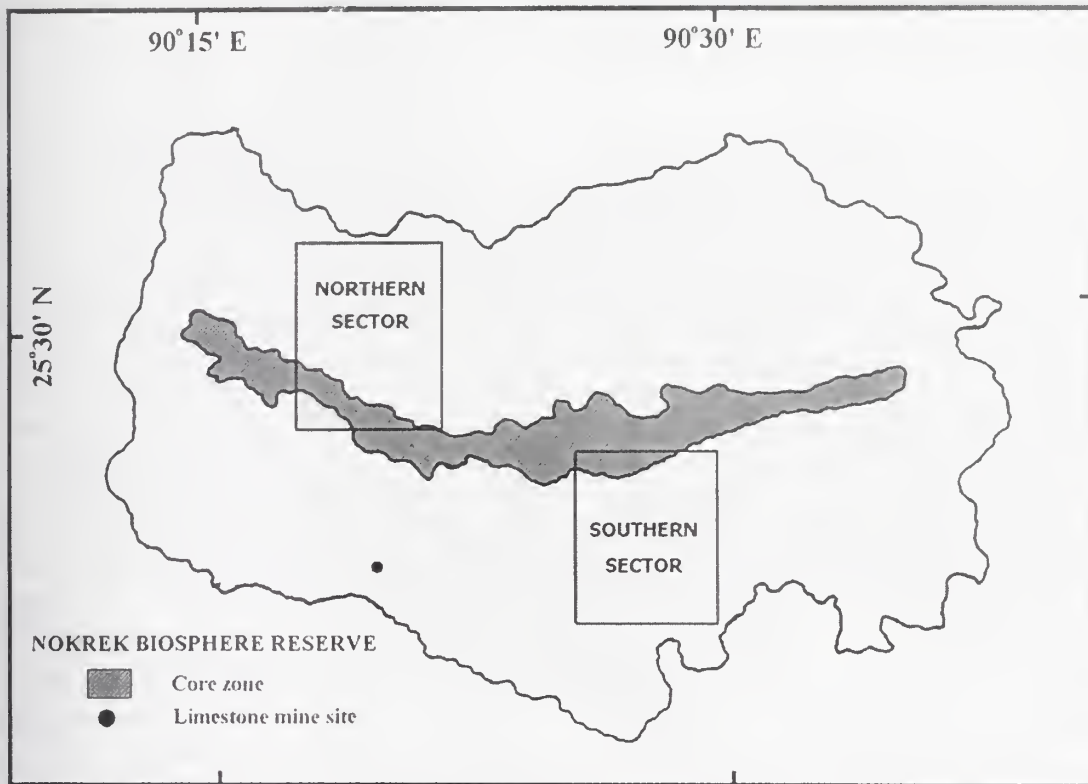 90°15' E
90°30' E
25°30' N
NORTHERN
SECTOR
SOUTHERN
SECTOR
NOKREK BIOSPHERE RESERVE
Core zone
Limestone mine site